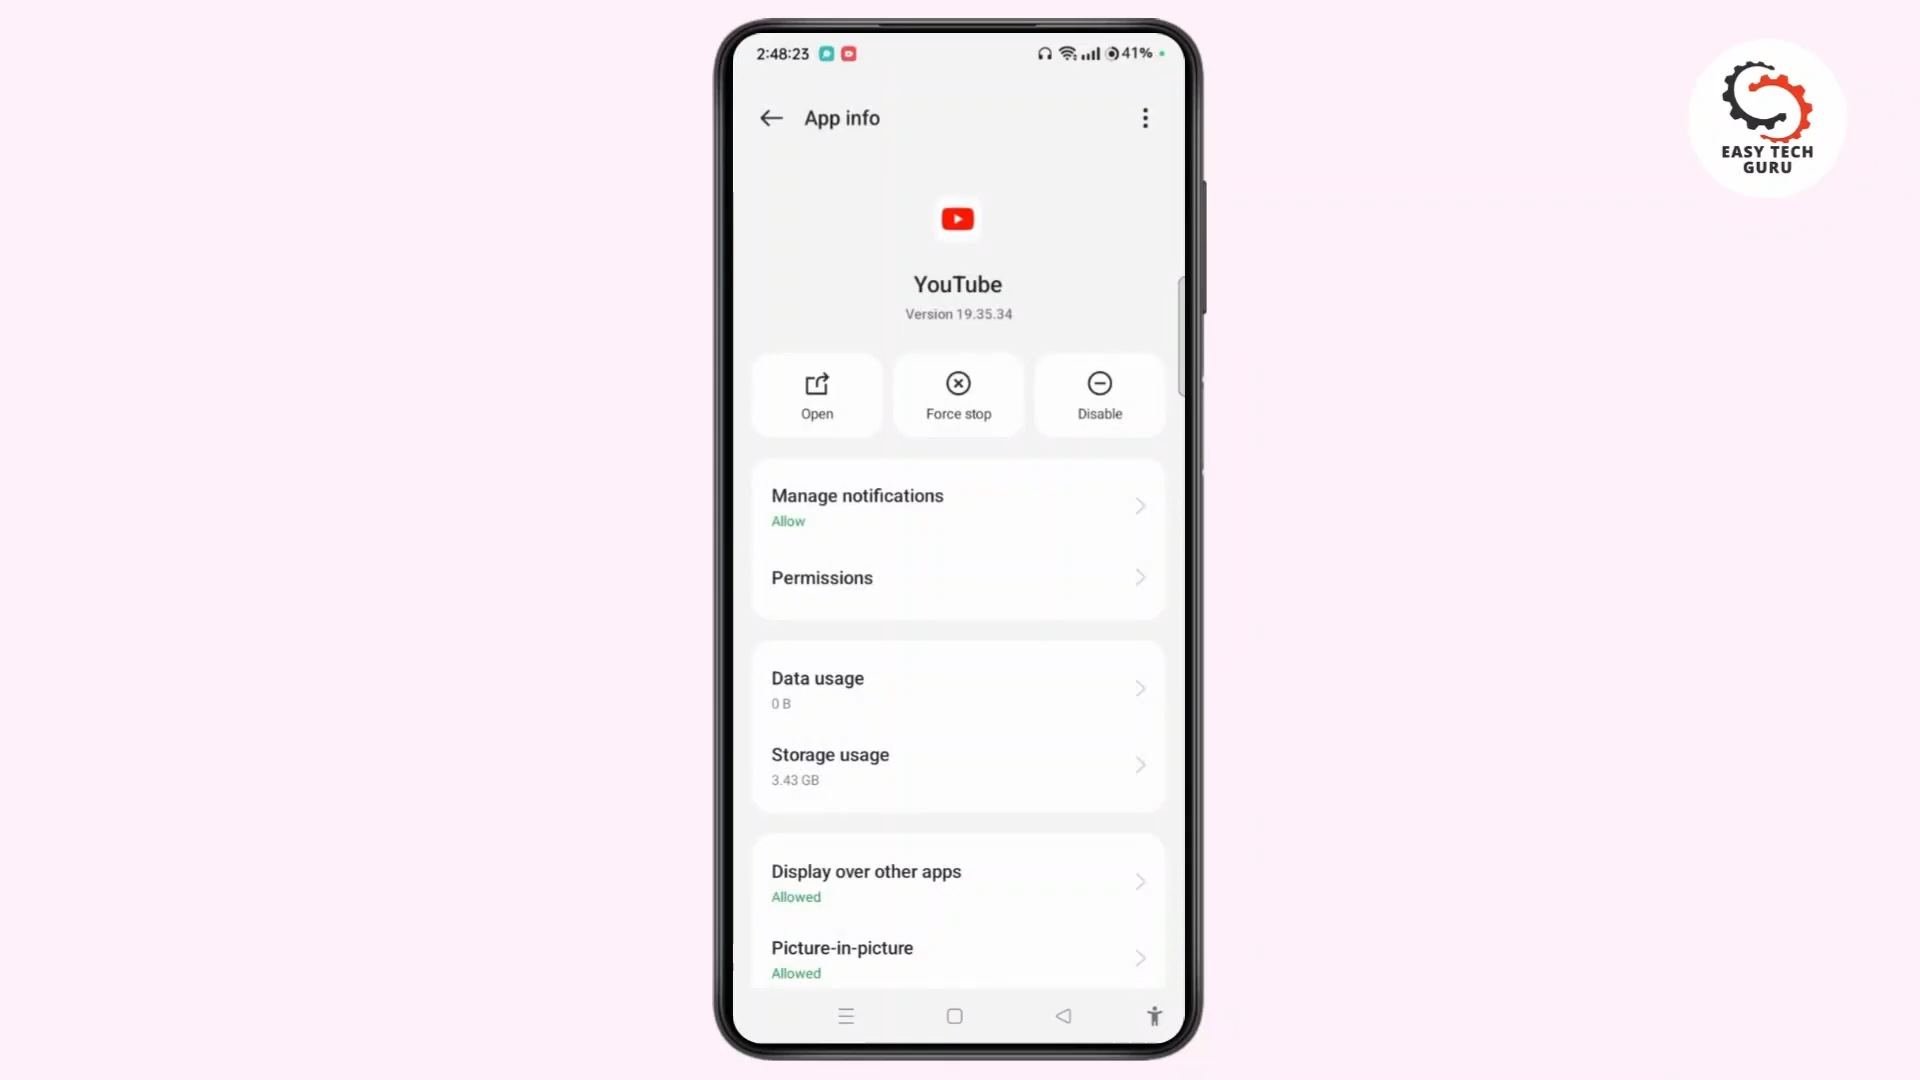 2:48:23
41%
App info
EASY TECH
GURU
YouTube
Version 19.35.34
Open
Force stop
Disable
Manage notifications
Allow
Permissions
Data usage
0 B
Storage usage
3.43 GB
Display over other apps
Allowed
Picture-in-picture
Allowed